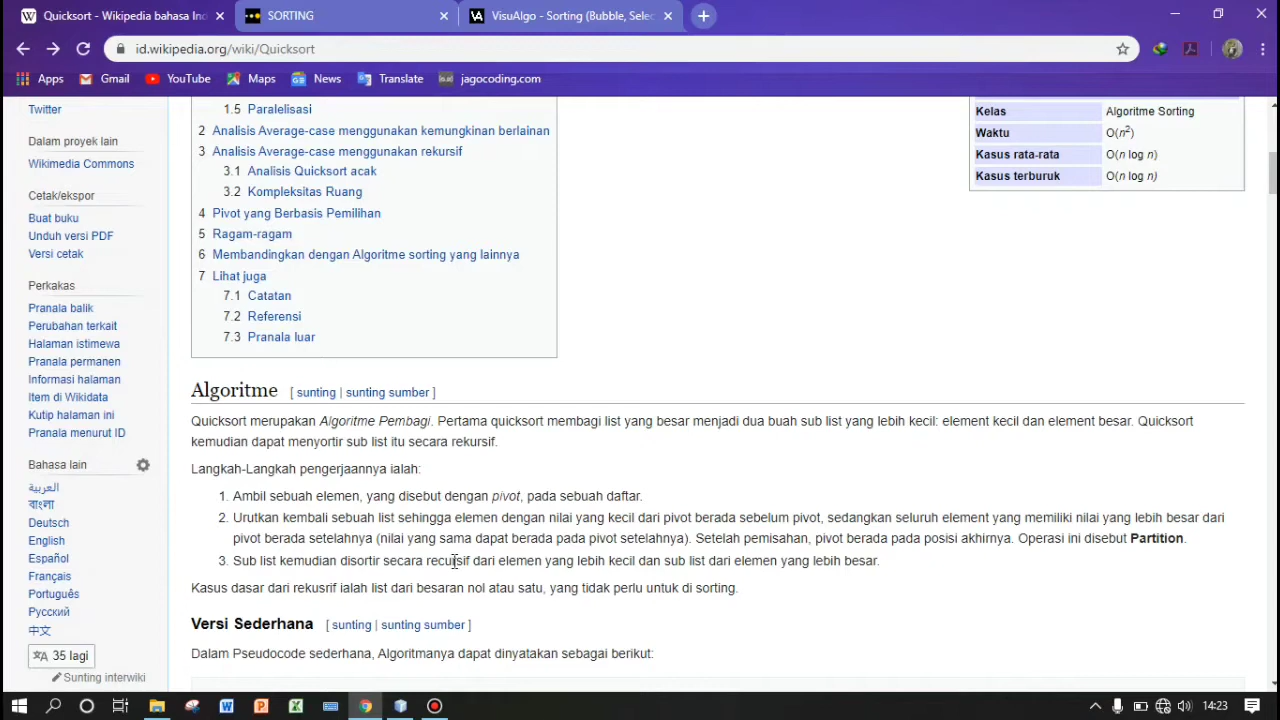 Quicksort - Wikipedia bahasa Ind
SORTING
VisuAlgo - Sorting (Bubble, Selec
id.wikipedia.org/wiki/Quicksort
Apps
Gmail
YouTube
Maps
News
Translate
jagocoding.com
Twitter
Dalam proyek lain
Wikimedia Commons
Cetak/ekspor
Buat buku
Unduh versi PDF
Versi cetak
Perkakas
Pranala balik
Perubahan terkait
Halaman istimewa
Pranala permanen
Informasi halaman
Item di Wikidata
Kutip halaman ini
Pranala menurut ID
Bahasa lain
العربية
বাংলা
Deutsch
English
Español
Français
Português
Русский
中文
35 lagi
Sunting interwiki
1.5 Paralelisasi
2 Analisis Average-case menggunakan kemungkinan berlainan
3 Analisis Average-case menggunakan rekursif
3.1 Analisis Quicksort acak
3.2 Kompleksitas Ruang
4 Pivot yang Berbasis Pemilihan
5 Ragam-ragam
6 Membandingkan dengan Algoritme sorting yang lainnya
7 Lihat juga
7.1 Catatan
7.2 Referensi
7.3 Pranala luar
Kelas Algoritme Sorting
Waktu O(n²)
Kasus rata-rata O(n log n)
Kasus terburuk O(n log n)
Algoritme [ sunting | sunting sumber ]
Quicksort merupakan Algoritme Pembagi. Pertama quicksort membagi list yang besar menjadi dua buah sub list yang lebih kecil: element kecil dan element besar. Quicksort
kemudian dapat menyortir sub list itu secara rekursif.
Langkah-Langkah pengerjaannya ialah:
1. Ambil sebuah elemen, yang disebut dengan pivot, pada sebuah daftar.
2. Urutkan kembali sebuah list sehingga elemen dengan nilai yang kecil dari pivot berada sebelum pivot, sedangkan seluruh element yang memiliki nilai yang lebih besar dari
pivot berada setelahnya (nilai yang sama dapat berada pada pivot setelahnya). Setelah pemisahan, pivot berada pada posisi akhirnya. Operasi ini disebut Partition.
3. Sub list kemudian disortir secara recursif dari elemen yang lebih kecil dan sub list dari elemen yang lebih besar.
Kasus dasar dari rekusrif ialah list dari besaran nol atau satu, yang tidak perlu untuk di sorting.
Versi Sederhana [ sunting | sunting sumber ]
Dalam Pseudocode sederhana, Algoritmanya dapat dinyatakan sebagai berikut:
14:23